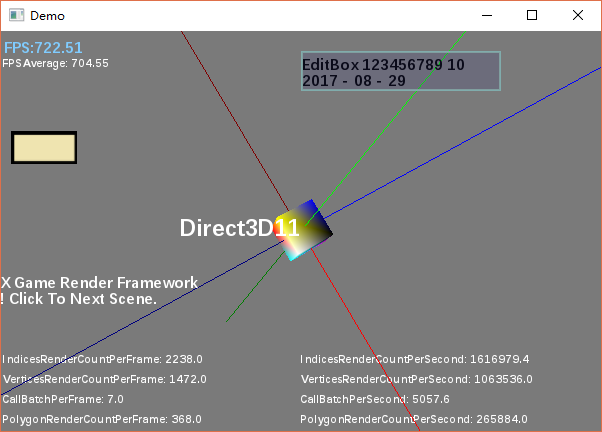 Demo
FPS:722.51
FPSAverage: 704.55
EditBox 123456789 10
2017 - 08 - 29
Direct3D11
X Game Render Framework
! Click To Next Scene.
IndicesRenderCountPerFrame: 2238.0
VerticesRenderCountPerFrame: 1472.0
CallBatchPerFrame: 7.0
PolygonRenderCountPerFrame: 368.0
IndicesRenderCountPerSecond: 1616979.4
VerticesRenderCountPerSecond: 1063536.0
CallBatchPerSecond: 5057.6
PolygonRenderCountPerSecond: 265884.0